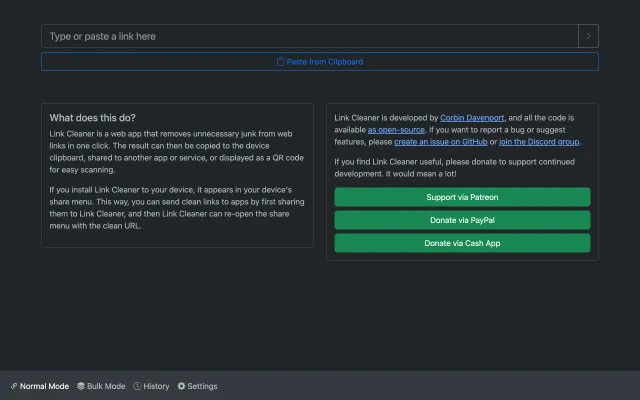 Type or paste a link here
Paste from Clipboard
What does this do?
Link Cleaner is a web app that removes unnecessary junk from web
links in one click. The result can then be copied to the device
clipboard, shared to another app or service, or displayed as a QR code
for easy scanning.
If you install Link Cleaner to your device, it appears in your device's
share menu. This way, you can send clean links to apps by first sharing
them to Link Cleaner, and then Link Cleaner can re-open the share
menu with the clean URL.
Link Cleaner is developed by Corbin Davenport, and all the code is
available as open-source. If you want to report a bug or suggest
features, please create an issue on GitHub or join the Discord group.
If you find Link Cleaner useful, please donate to support continued
development. It would mean a lot!
Support via Patreon
Donate via PayPal
Donate via Cash App
Normal Mode Bulk Mode History Settings